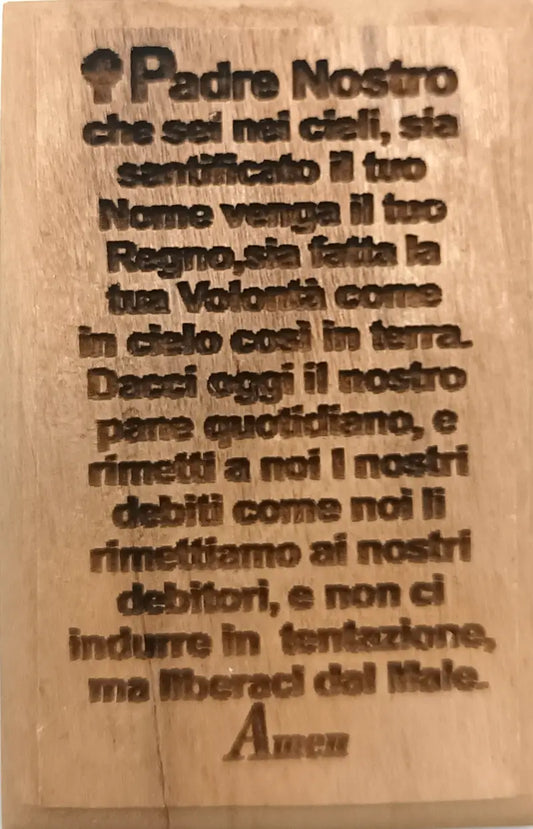 Padre Nostro
che sei nei cieli, sia
santificato il tuo
Nome venga il tuo
Regno,sia fatta la
tua Volontà come
in cielo così in terra.
Dacci oggi il nostro
pane quotidiano, e
rimetti a noi I nostri
debiti come noi li
rimettiamo ai nostri
debitori, e non ci
indurre in tentazione,
ma liberaci dal Male.
Amen